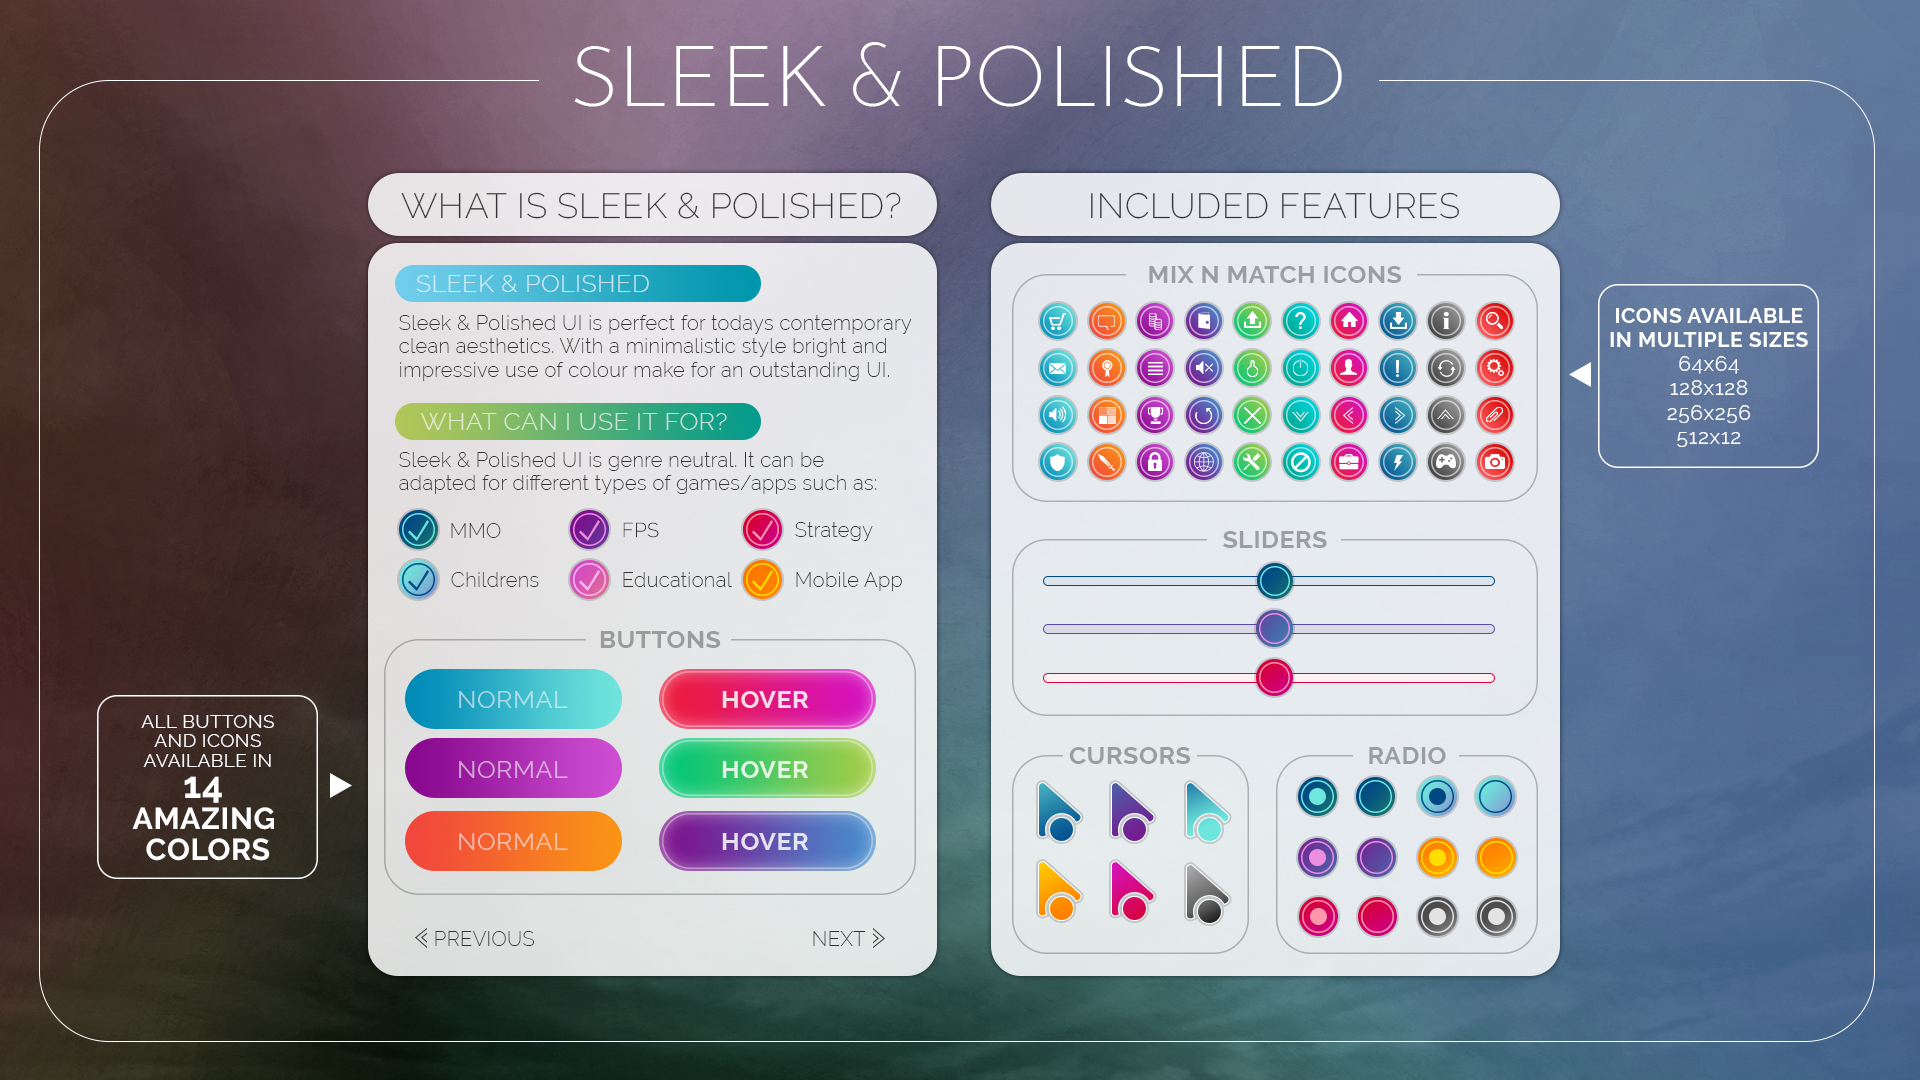 SLEEK & POLISHED
WHAT IS SLEEK & POLISHED?
SLEEK & POLISHED
Sleek & Polished UI is perfect for todays contemporary
clean aesthetics. With a minimalistic style bright and
impressive use of colour make for an outstanding UI.
WHAT CAN I USE IT FOR?
Sleek & Polished UI is genre neutral. It can be
adapted for different types of games/apps such as:
MMO
FPS
Strategy
Childrens
Educational
Mobile App
BUTTONS
NORMAL
HOVER
NORMAL
HOVER
NORMAL
HOVER
PREVIOUS
NEXT
ALL BUTTONS
AND ICONS
AVAILABLE IN
14
AMAZING
COLORS
INCLUDED FEATURES
MIX N MATCH ICONS
SLIDERS
CURSORS
RADIO
ICONS AVAILABLE
IN MULTIPLE SIZES
64x64
128x128
256x256
512x12